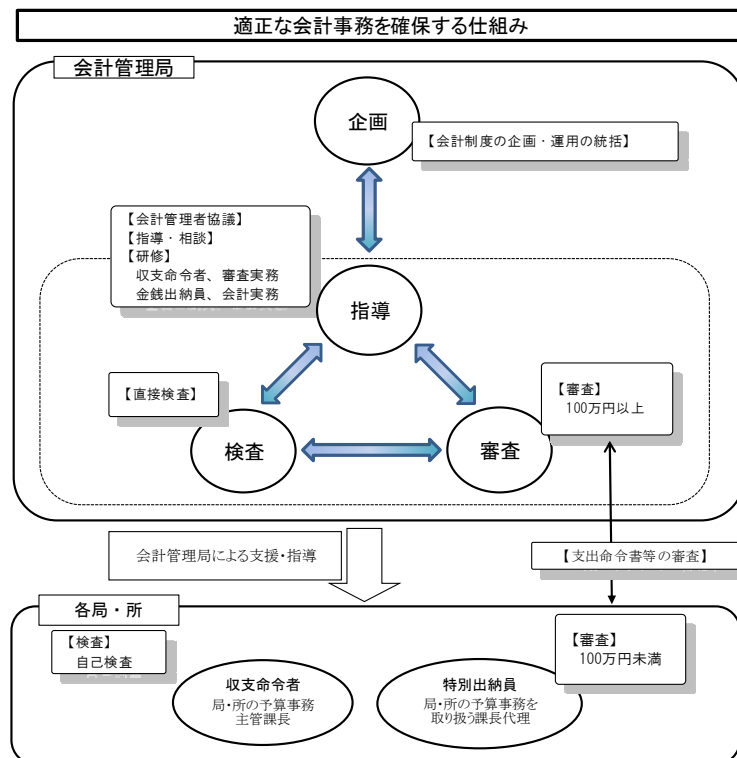 適正な会計事務を確保する仕組み
会計管理局
企画
【会計制度の企画・運用の統括】
【会計管理者協議】
【指導・相談】
【研修】
収支命令者、審査実務
金銭出納員、会計実務
指導
【直接検査】
【審査】
100万円以上
検査
審査
会計管理局による支援・指導
【支出命令書等の審査】
各局・所
【検査】
自己検査
【審査】
100万円未満
収支命令者
局・所の予算事務
主管課長
特別出納員
局・所の予算事務を
取り扱う課長代理